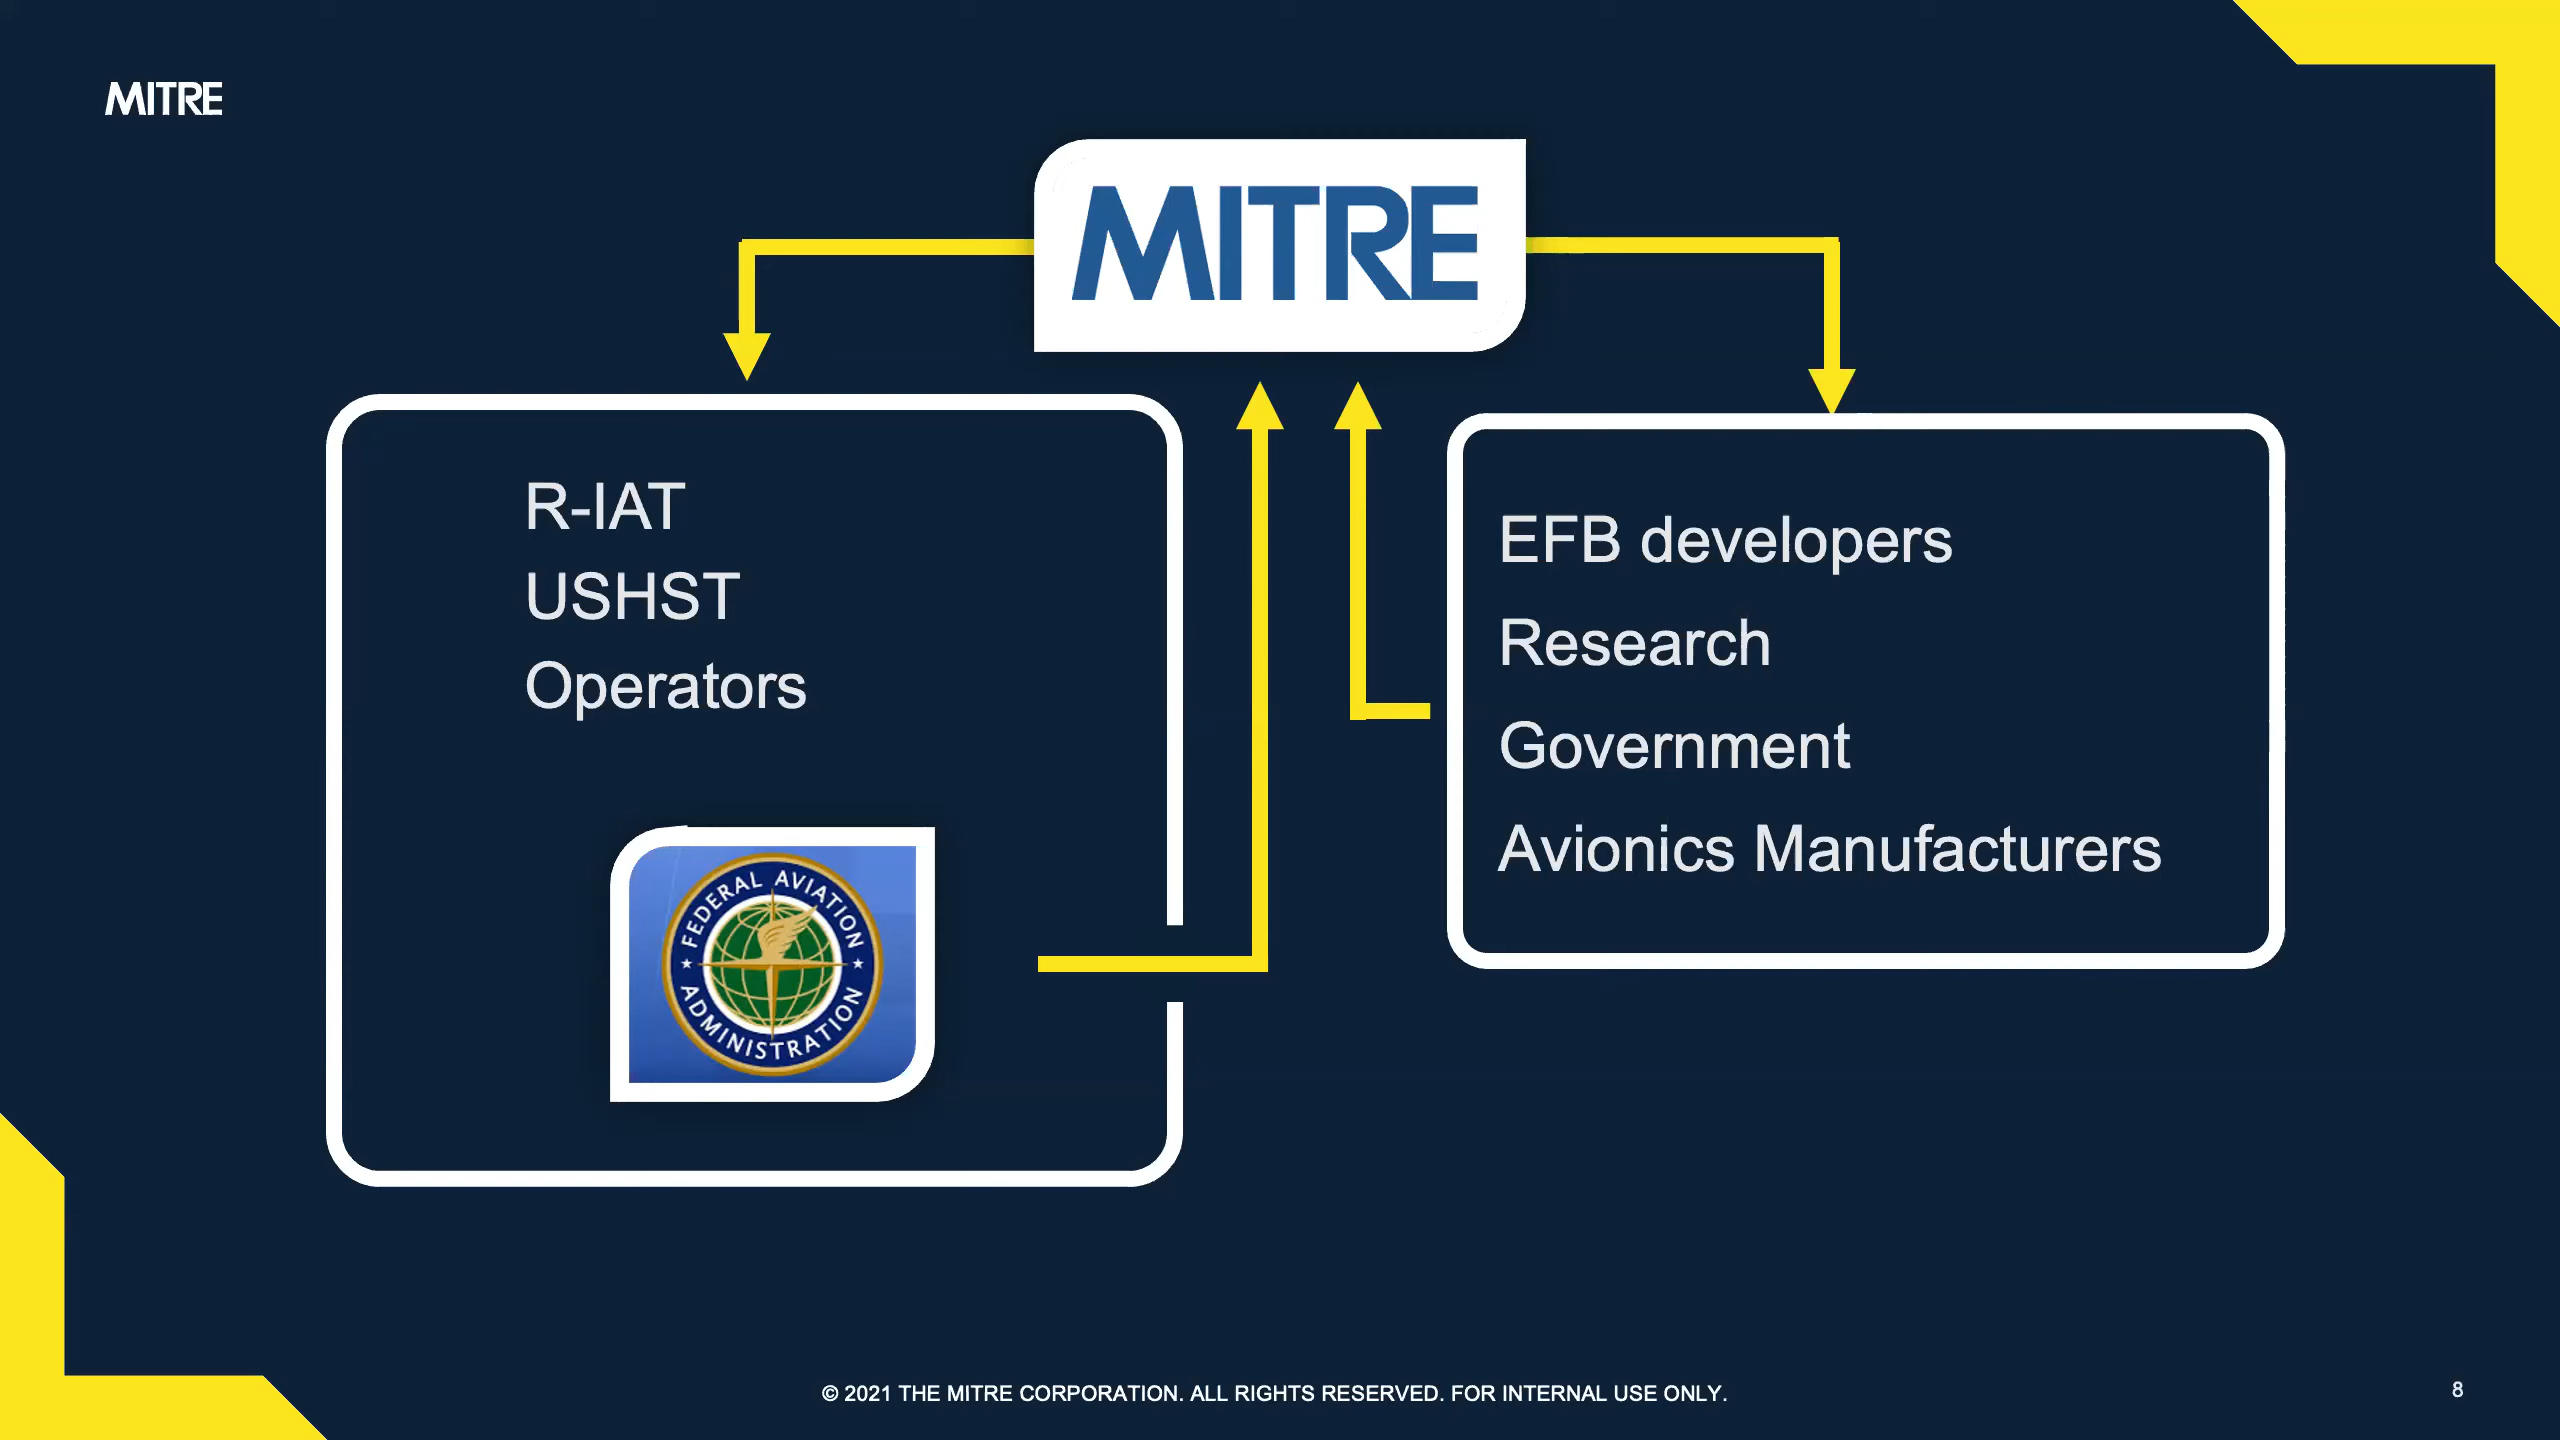 MITRE
MITRE
R-IAT
USHST
Operators
FEDERAL AVIATION
ADMINISTRATION
EFB developers
Research
Government
Avionics Manufacturers
© 2021 THE MITRE CORPORATION. ALL RIGHTS RESERVED. FOR INTERNAL USE ONLY.
8